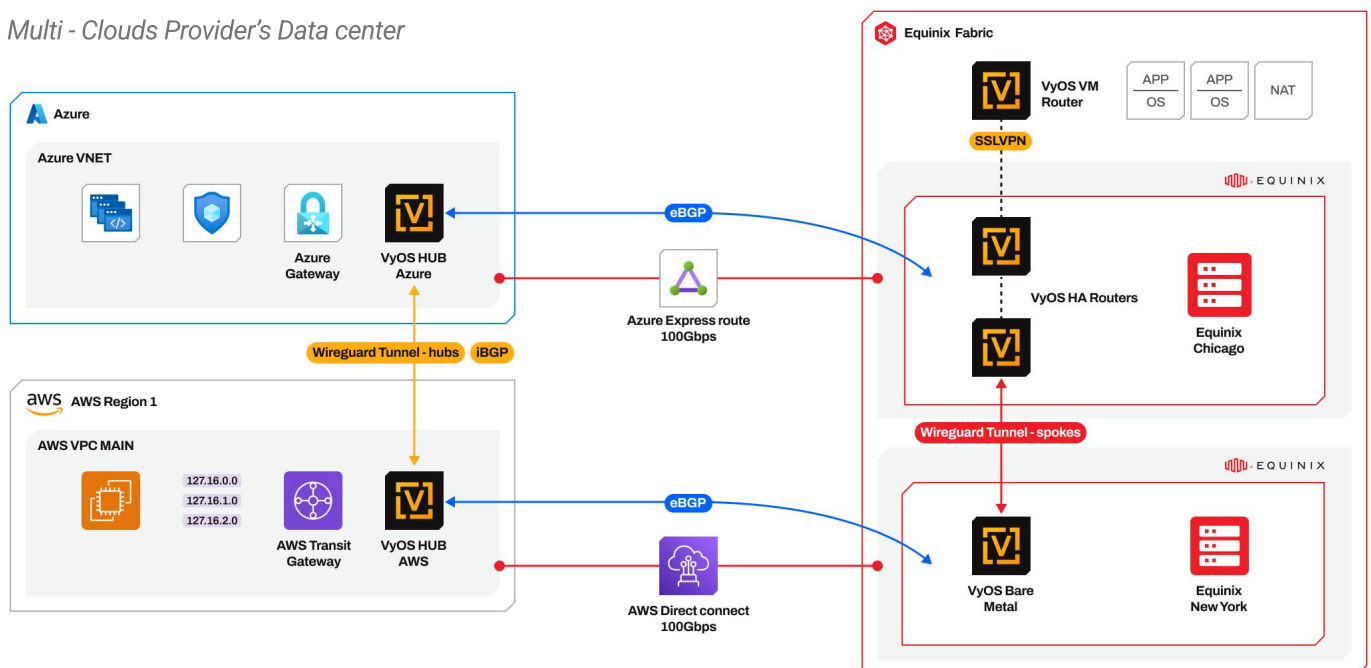 Multi - Clouds Provider's Data center
Equinix Fabric
VyOS VM
Router
APP
OS
APP
OS
NAT
SSLVPN
Azure
Azure VNET
Azure
Gateway
VyOS HUB
Azure
eBGP
Azure Express route
100Gbps
EQUINIX
VyOS HA Routers
Equinix
Chicago
Wireguard Tunnel - hubs
iBGP
Wireguard Tunnel - spokes
aws
AWS Region 1
AWS VPC MAIN
127.16.0.0
127.16.1.0
127.16.2.0
AWS Transit
Gateway
VyOS HUB
AWS
eBGP
AWS Direct connect
100Gbps
EQUINIX
VyOS Bare
Metal
Equinix
New York